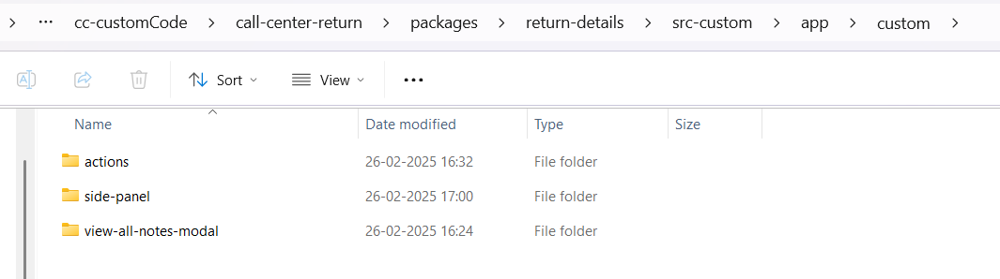 > ··· cc-customCode > call-center-return > packages > return-details > src-custom > app > custom >
Sort View ···
Name Date modified Type Size
actions 26-02-2025 16:32 File folder
side-panel 26-02-2025 17:00 File folder
view-all-notes-modal 26-02-2025 16:24 File folder